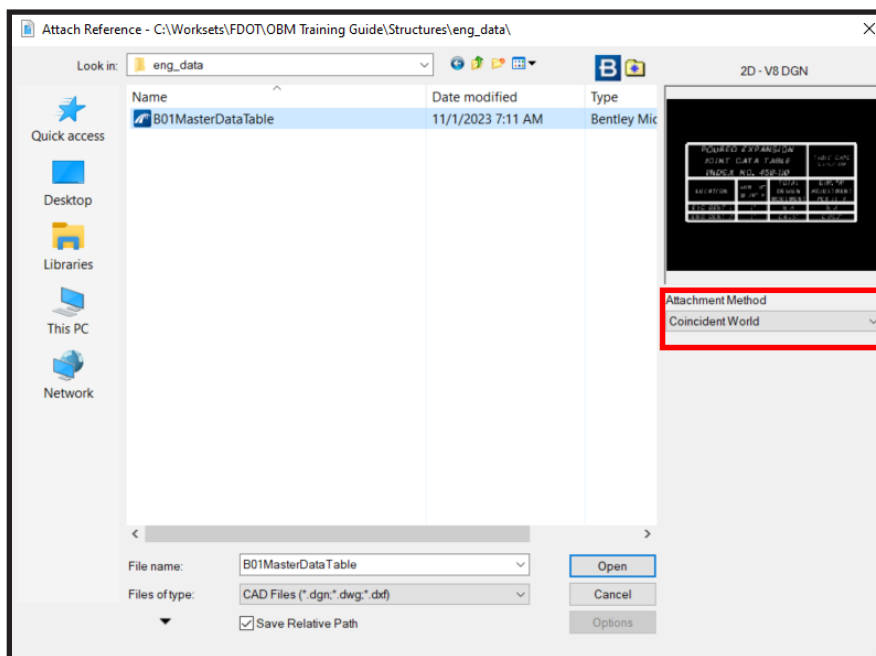 Attach Reference - C:\Worksets\FDOT\OBM Training Guide\Structures\eng_data\
Look in: eng_data
2D - V8 DGN
Quick access
Desktop
Libraries
This PC
Network
Name Date modified Type
B01MasterDataTable 11/1/2023 7:11 AM Bentley Mic
POURED EXPANSION
JOINT DATA TABLE
INDEX NO. 458-110
LOCATION
TOTAL
DESIGN
Attachment Method
Coincident World
File name: B01MasterDataTable Open
Files of type: CAD Files (*.dgn;*.dwg;*.dxf) Cancel
Save Relative Path Options